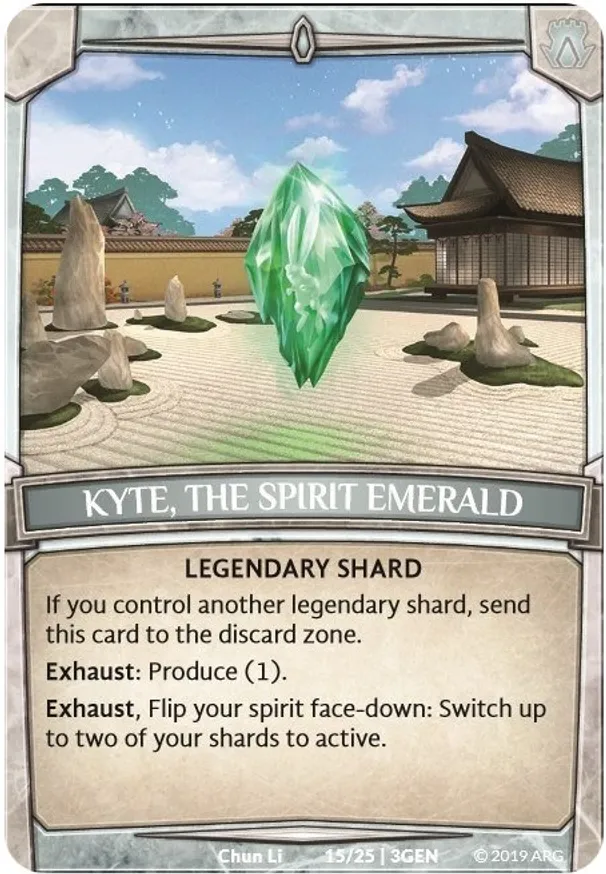 KYTE, THE SPIRIT EMERALD
LEGENDARY SHARD
If you control another legendary shard, send
this card to the discard zone.
Exhaust: Produce (1).
Exhaust, Flip your spirit face-down: Switch up
to two of your shards to active.
Chun Li 15/25 | 3GEN © 2019 ARG